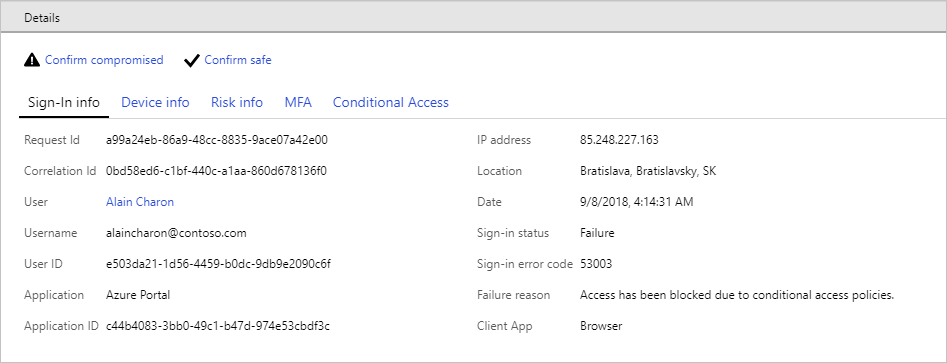 Details
Confirm compromised Confirm safe
Sign-In info Device info Risk info MFA Conditional Access
Request Id a99a24eb-86a9-48cc-8835-9ace07a42e00 IP address 85.248.227.163
Correlation Id 0bd58ed6-c1bf-440c-a1aa-860d678136f0 Location Bratislava, Bratislavsky, SK
User Alain Charon Date 9/8/2018, 4:14:31 AM
Username alaincharon@contoso.com Sign-in status Failure
User ID e503da21-1d56-4459-b0dc-9db9e2090c6f Sign-in error code 53003
Application Azure Portal Failure reason Access has been blocked due to conditional access policies.
Application ID c44b4083-3bb0-49c1-b47d-974e53cbdf3c Client App Browser